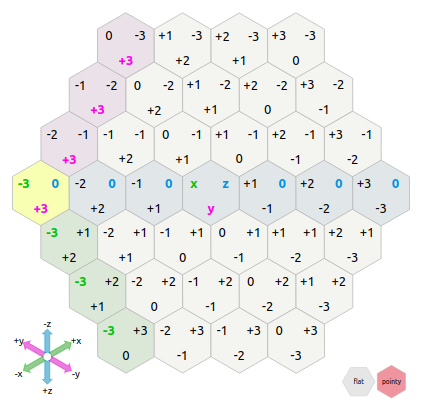 0 -3 +1 -3 +2 -3 +3 -3
+3 +2 +1 0
-1 -2 0 -2 +1 -2 +2 -2 +3 -2
+3 +2 +1 0 -1
-2 -1 -1 -1 0 -1 +1 -1 +2 -1 +3 -1
+3 +2 +1 0 -1 -2
-3 0 -2 0 -1 0 x z +1 0 +2 0 +3 0
+3 +2 +1 y -1 -2 -3
-3 +1 -2 +1 -1 +1 0 +1 +1 +1 +2 +1
+2 +1 0 -1 -2 -3
-3 +2 -2 +2 -1 +2 0 +2 +1 +2
+1 0 -1 -2 -3
-3 +3 -2 +3 -1 +3 0 +3
0 -1 -2 -3
-z
+y +x
-x -y
+z
flat pointy